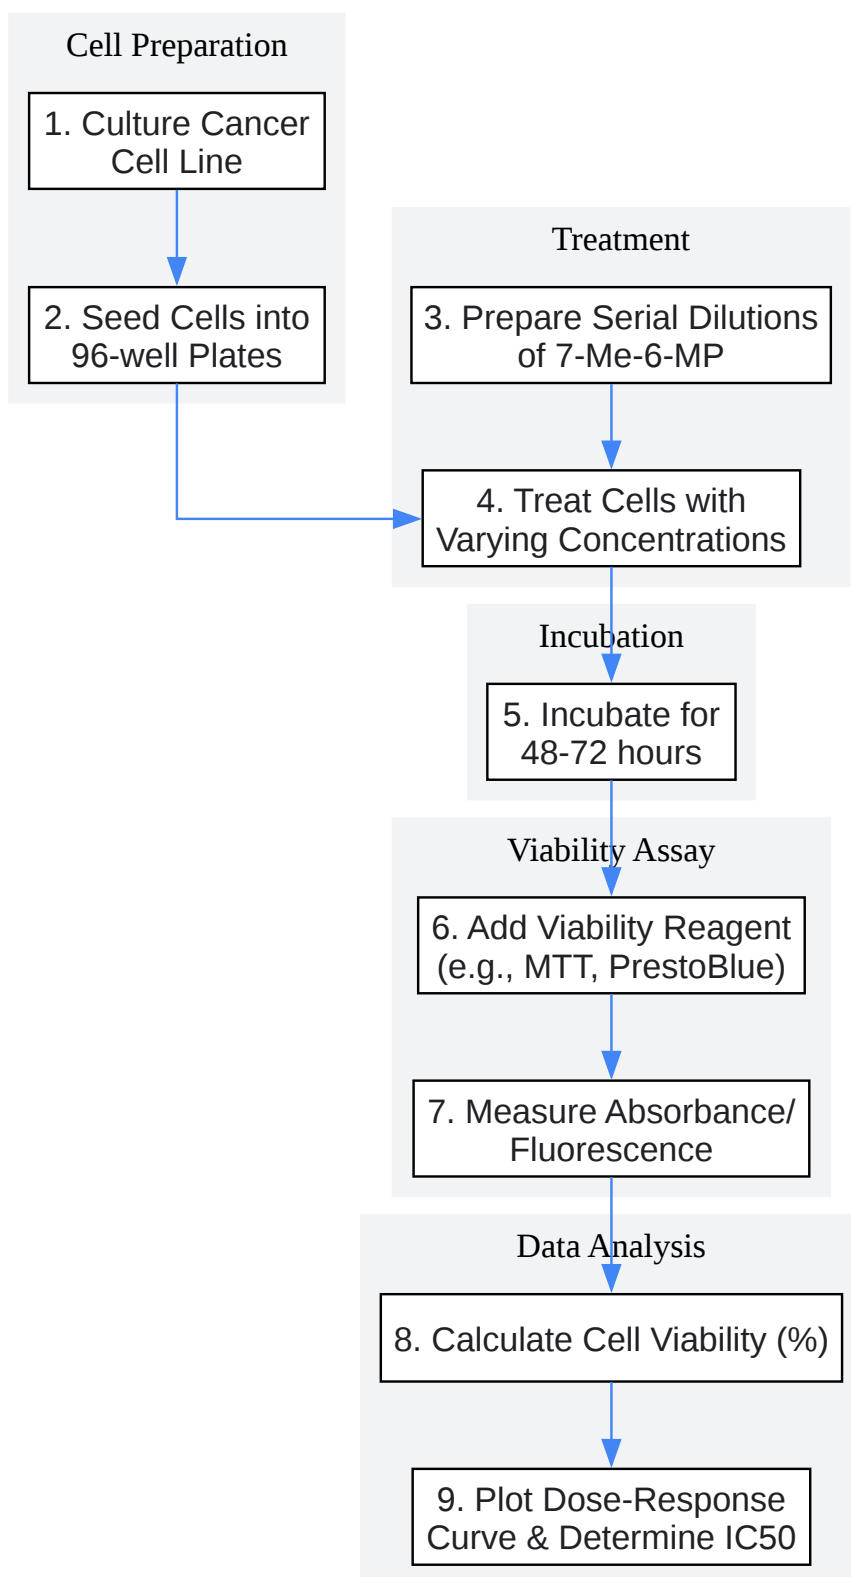 Cell Preparation
1. Culture Cancer
Cell Line
2. Seed Cells into
96-well Plates
Treatment
3. Prepare Serial Dilutions
of 7-Me-6-MP
4. Treat Cells with
Varying Concentrations
Incubation
5. Incubate for
48-72 hours
Viability Assay
6. Add Viability Reagent
(e.g., MTT, PrestoBlue)
7. Measure Absorbance/
Fluorescence
Data Analysis
8. Calculate Cell Viability (%)
9. Plot Dose-Response
Curve & Determine IC50